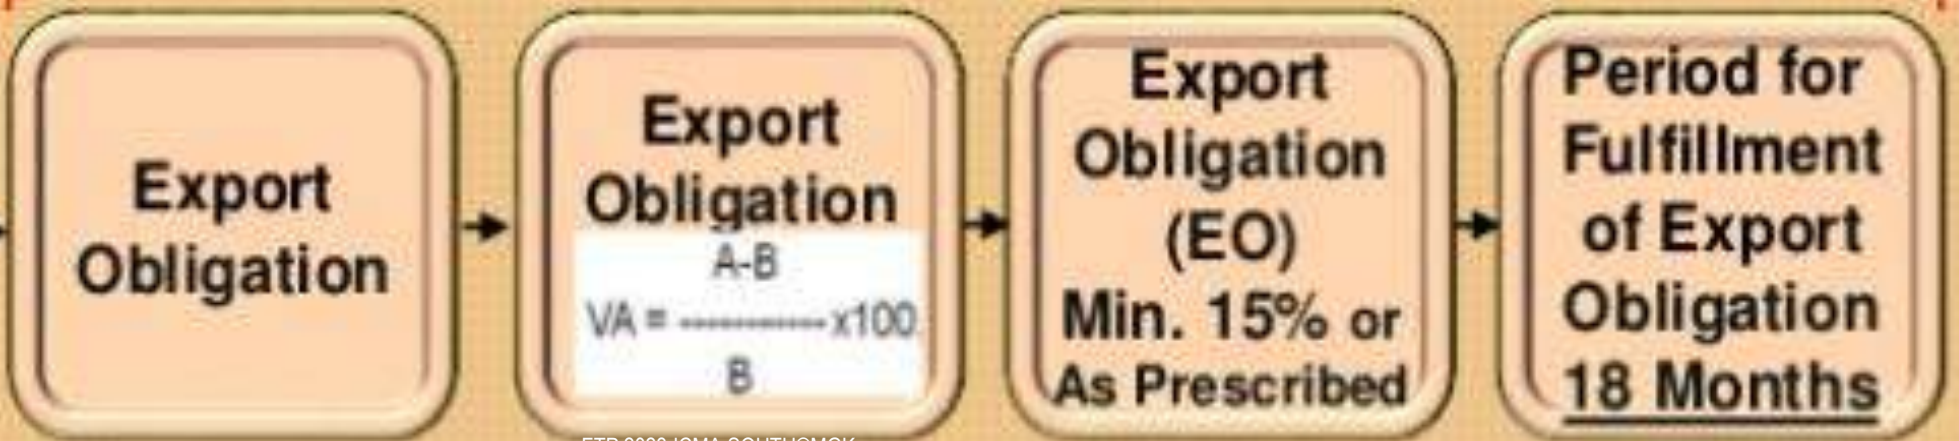 Export
Obligation
Export
Obligation
A-B
VA = ----------- x100
B
Export
Obligation
(EO)
Min. 15% or
As Prescribed
Period for
Fulfillment
of Export
Obligation
18 Months